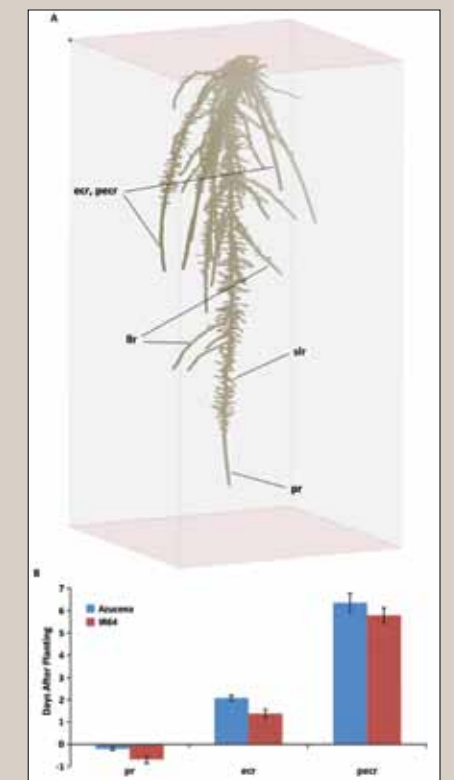 A
ecr, pecr
llr
slr
pr
B
7
6
5
4
3
2
1
0
-1
Days After Planting
Azucena
IR64
pr
ecr
pecr